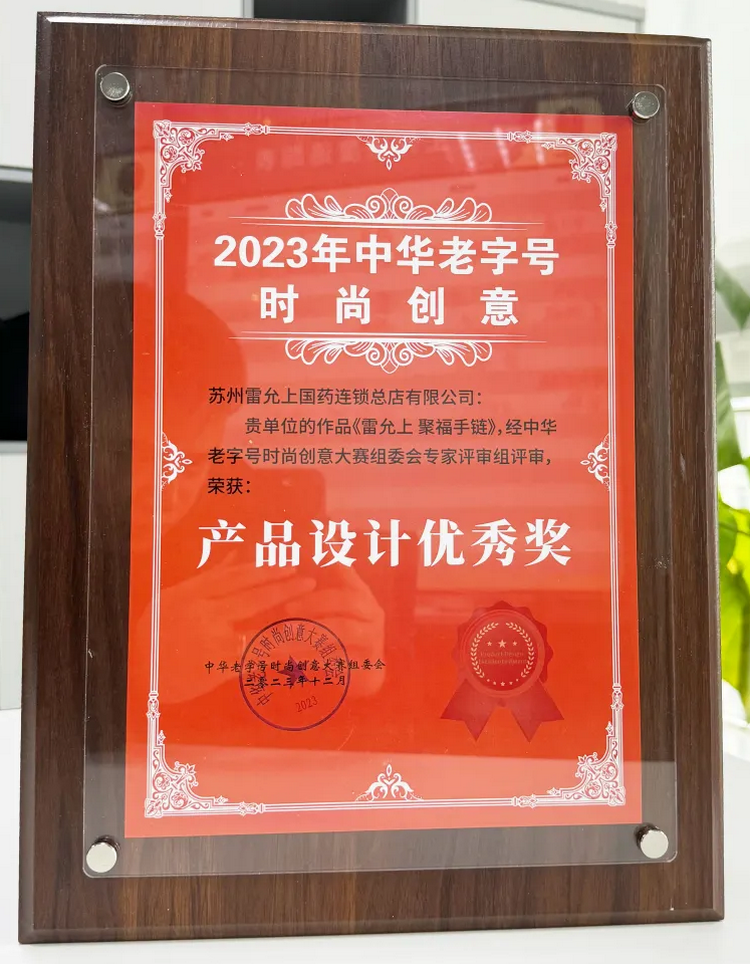 2023年中华老字号
时尚创意
苏州雷允上国药连锁总店有限公司：
贵单位的作品《雷允上 聚福手链》，经中华
老字号时尚创意大赛组委会专家评审组评审，
荣获：
产品设计优秀奖
中华老字号时尚创意大赛组委会
二零二三年十二月
2023